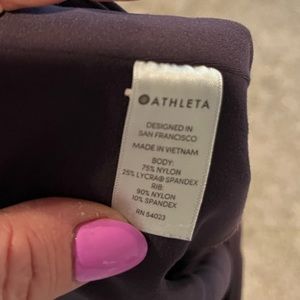 ATHLETA
DESIGNED IN
SAN FRANCISCO
MADE IN VIETNAM
BODY:
75% NYLON
25% LYCRA® SPANDEX
RIB:
90% NYLON
10% SPANDEX
RN 54023